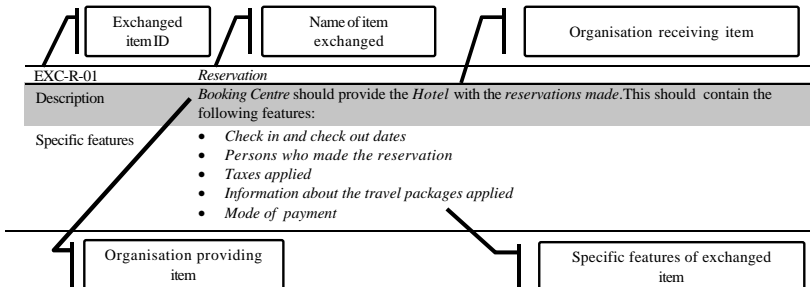 Exchanged
item ID
Name of item
exchanged
Organisation receiving item
EXC-R-01
Reservation
Description
Booking Centre should provide the Hotel with the reservations made.This should contain the
following features:
Specific features
• Check in and check out dates
• Persons who made the reservation
• Taxes applied
• Information about the travel packages applied
• Mode of payment
Organisation providing
item
Specific features of exchanged
item